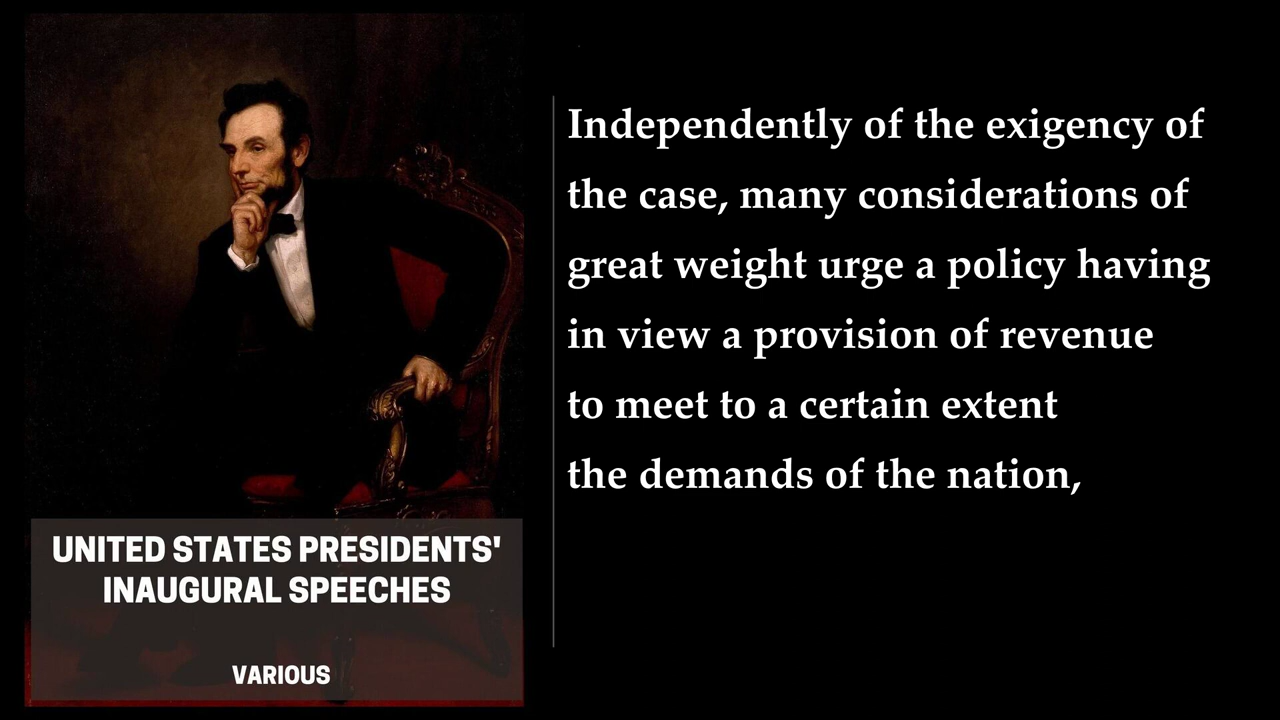 Independently of the exigency of
the case, many considerations of
great weight urge a policy having
in view a provision of revenue
to meet to a certain extent
the demands of the nation,
UNITED STATES PRESIDENTS'
INAUGURAL SPEECHES
VARIOUS